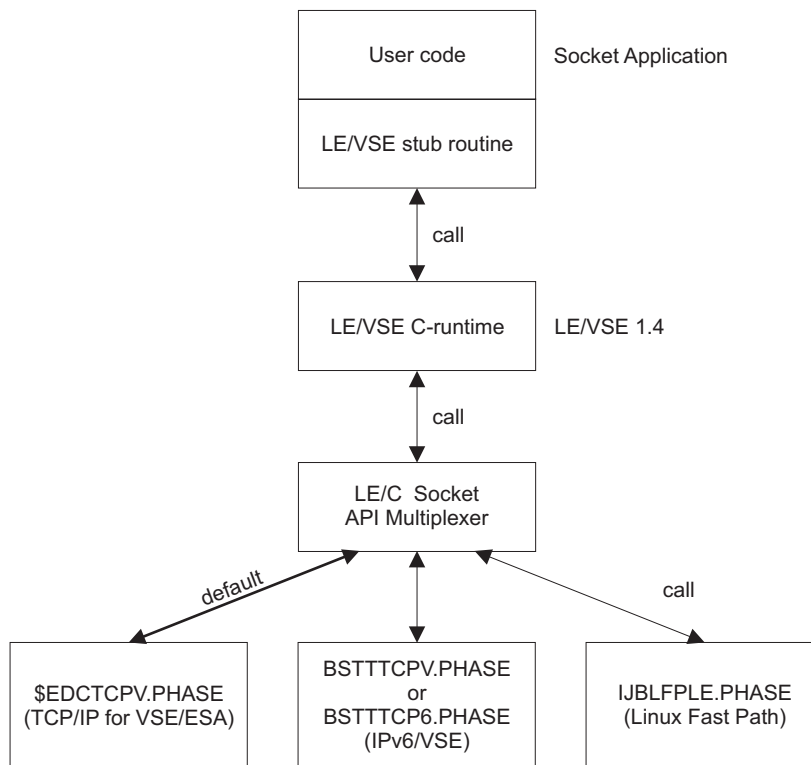 User code
Socket Application
LE/VSE stub routine
call
LE/VSE C-runtime
LE/VSE 1.4
call
LE/C Socket
API Multiplexer
default
call
$EDCTCPV.PHASE
(TCP/IP for VSE/ESA)
BSTTTCPV.PHASE
or
BSTTTCP6.PHASE
(IPv6/VSE)
IJBLFPLE.PHASE
(Linux Fast Path)